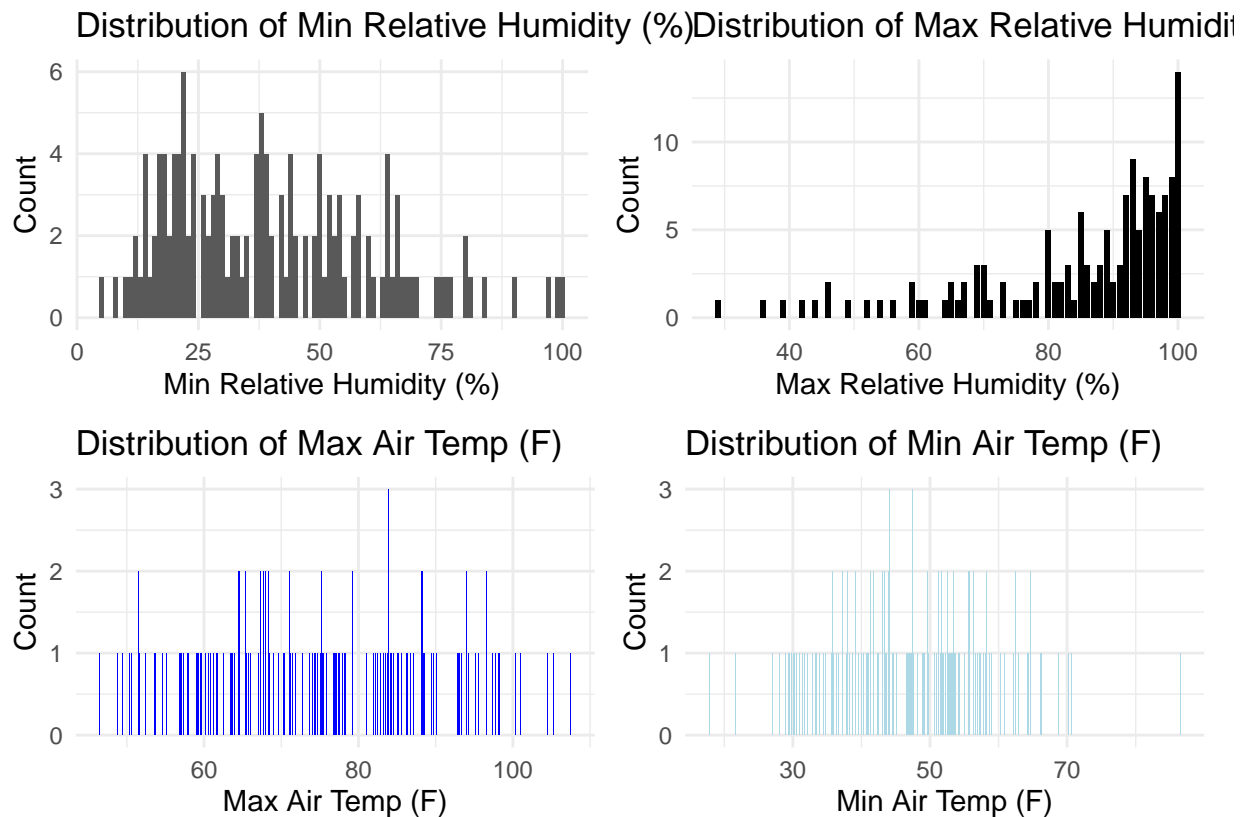 Distribution of Min Relative Humidity (%)
6
4
2
0
Count
0 25 50 75 100
Min Relative Humidity (%)
Distribution of Max Relative Humidit
10
5
0
Count
40 60 80 100
Max Relative Humidity (%)
Distribution of Max Air Temp (F)
3
2
1
0
Count
60 80 100
Max Air Temp (F)
Distribution of Min Air Temp (F)
3
2
1
0
Count
30 50 70
Min Air Temp (F)